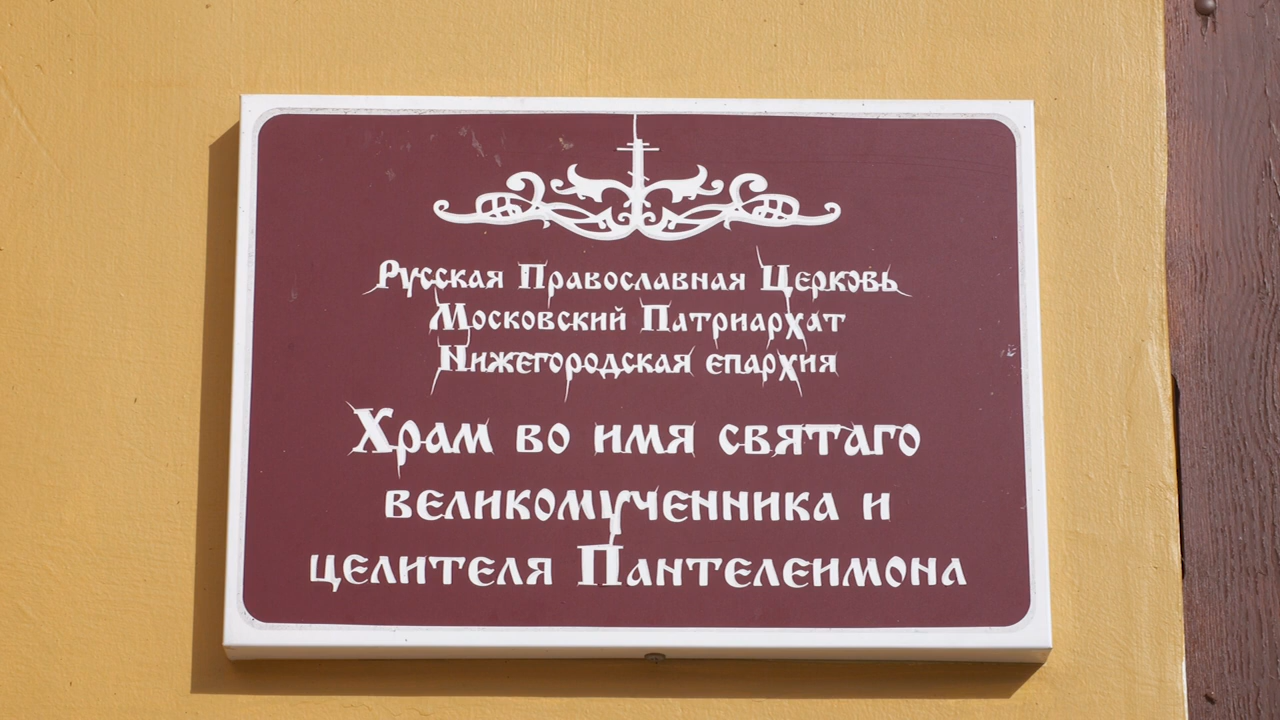 Русская Православная Церковь
Московский Патриархат
Нижегородская епархия
Храм во имя святаго
великомученника и
целителя Пантелеимона